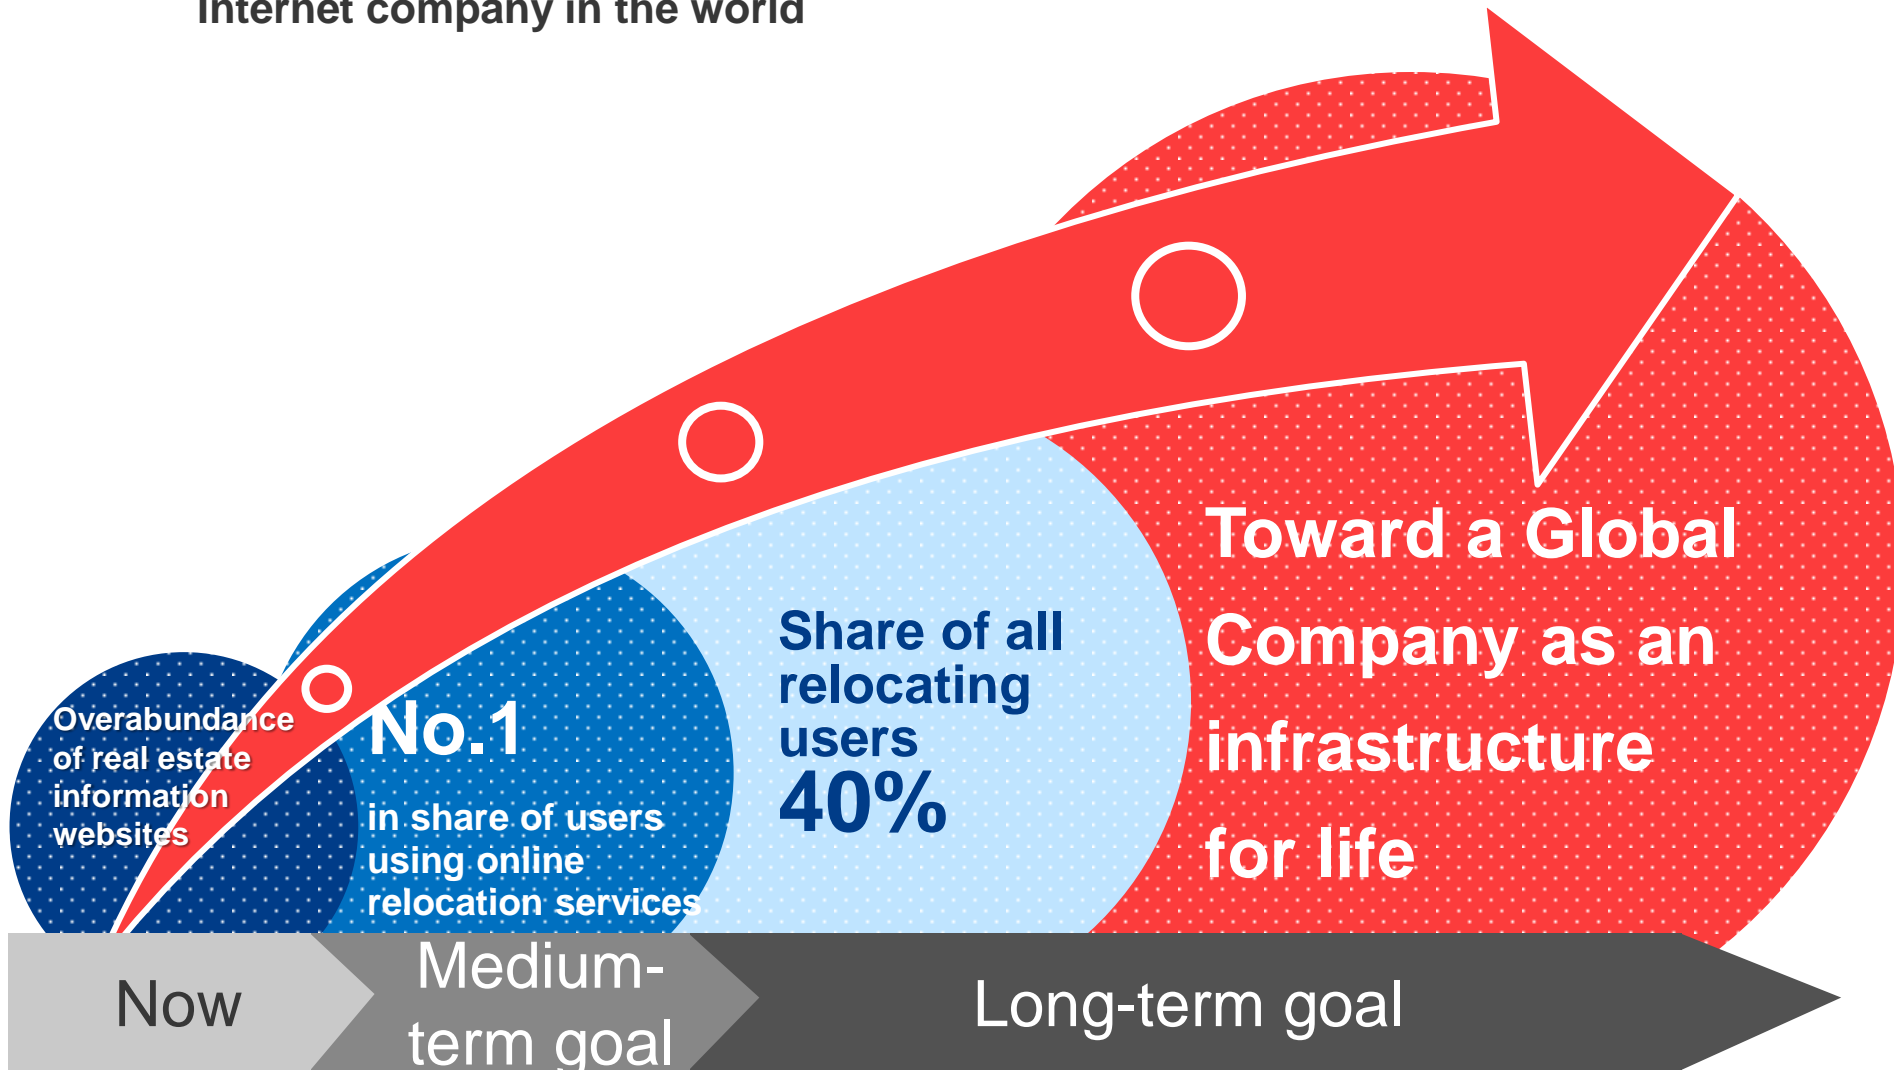 Internet company in the world
Overabundance
of real estate
information
websites
No.1
in share of users
using online
relocation services
Share of all
relocating
users
40%
Toward a Global
Company as an
infrastructure
for life
Now
Medium-
term goal
Long-term goal